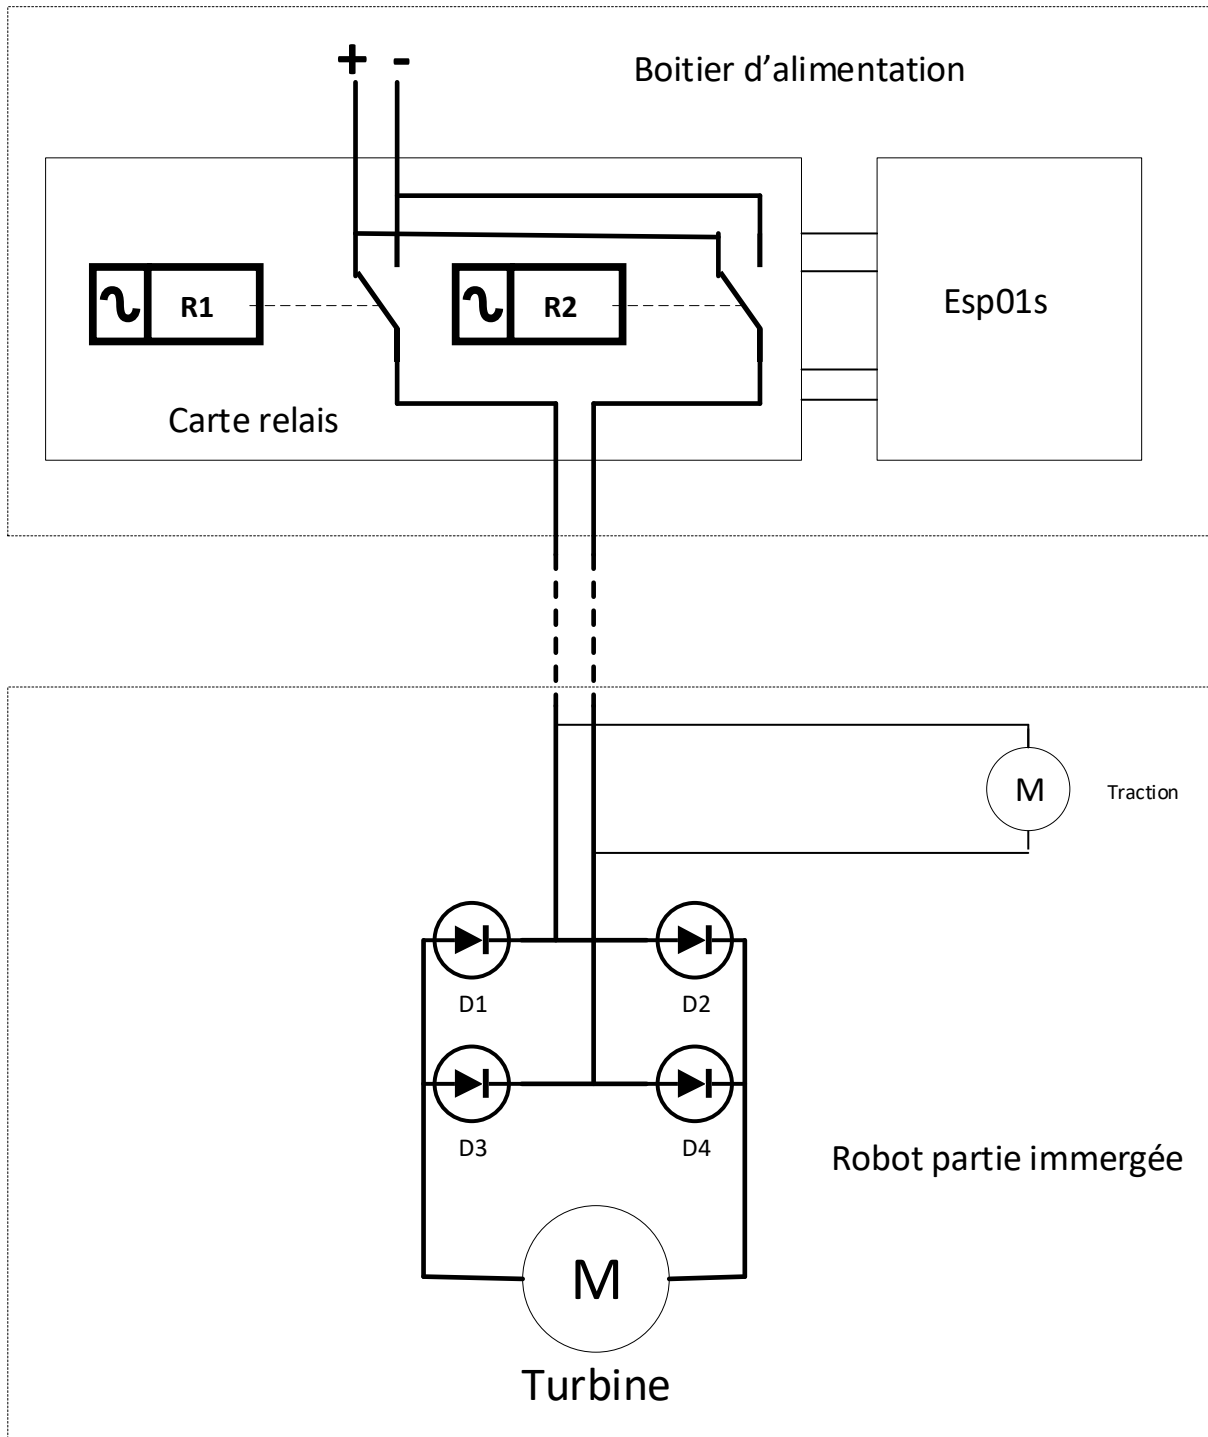 + -
Boitier d’alimentation
R1
R2
Esp01s
Carte relais
M
Traction
D1
D2
D3
D4
Robot partie immergée
M
Turbine